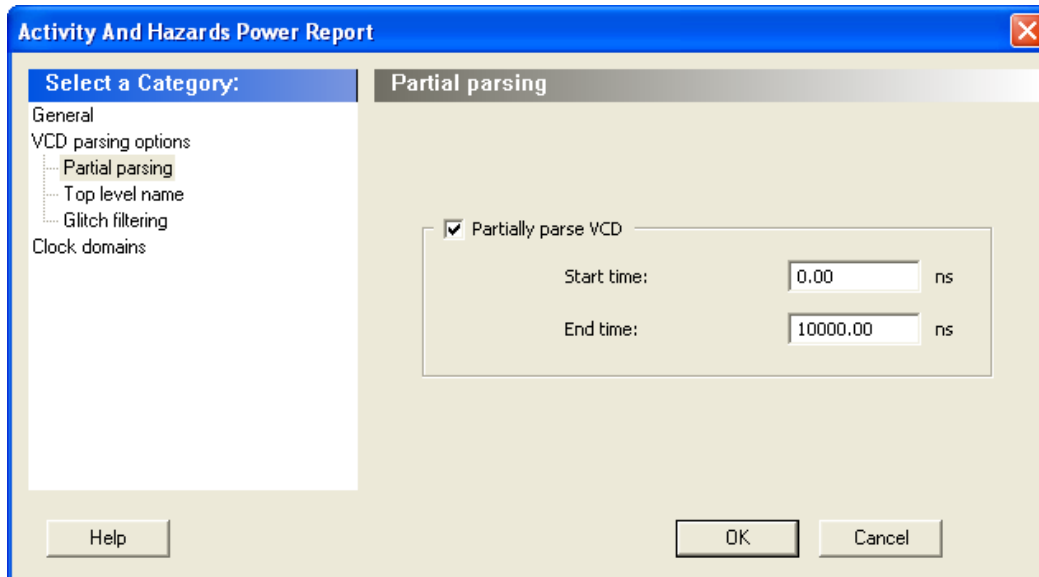 Activity And Hazards Power Report
Select a Category:
General
VCD parsing options
Partial parsing
Top level name
Glitch filtering
Clock domains
Partial parsing
Partially parse VCD
Start time: 0.00 ns
End time: 10000.00 ns
Help
OK
Cancel